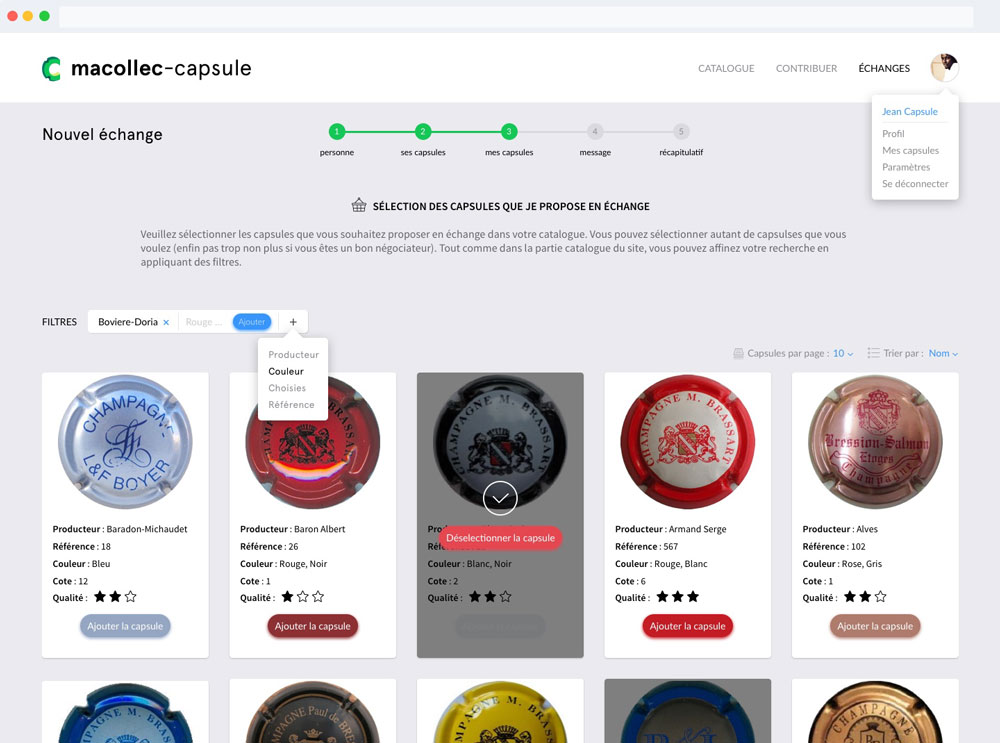 macollec-capsule
CATALOGUE
CONTRIBUER
ÉCHANGES
Jean Capsule
Profil
Mes capsules
Paramètres
Se déconnecter
Nouvel échange
1
2
3
4
5
personne
ses capsules
mes capsules
message
récapitulatif
SÉLECTION DES CAPSULES QUE JE PROPOSE EN ÉCHANGE
Veuillez sélectionner les capsules que vous souhaitez proposer en échange dans votre catalogue. Vous pouvez sélectionner autant de capsulses que vous
voulez (enfin pas trop non plus si vous êtes un bon négociateur). Tout comme dans la partie catalogue du site, vous pouvez affinez votre recherche en
appliquant des filtres.
FILTRES
Boviere-Doria ×
Rouge ...
Ajouter
+
Producteur
Couleur
Choisies
Référence
Capsules par page : 10
Trier par : Nom
CHAMPAGNE
L&F BOYER
Producteur : Baradon-Michaudet
Référence : 18
Couleur : Bleu
Cote : 12
Qualité :
Ajouter la capsule
BRASSART
Producteur : Baron Albert
Référence : 26
Couleur : Rouge, Noir
Cote : 1
Qualité :
Ajouter la capsule
CHAMPAGNE M. BRASSART
Déselectionner la capsule
Couleur : Blanc, Noir
Cote : 2
Qualité :
CHAMPAGNE M. BRASSART
Producteur : Armand Serge
Référence : 567
Couleur : Rouge, Blanc
Cote : 6
Qualité :
Ajouter la capsule
Bression-Salmon
Etoges
Champagne
Producteur : Alves
Référence : 102
Couleur : Rose, Gris
Cote : 1
Qualité :
Ajouter la capsule
CHAMPAGNE